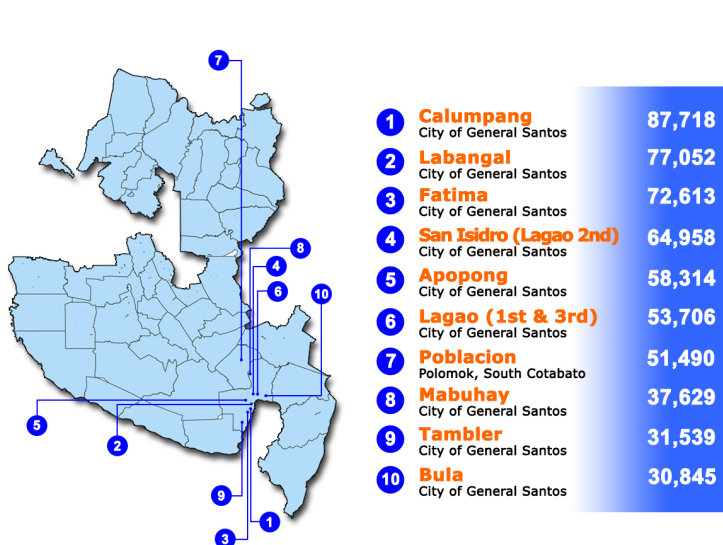 7
8
4
6
10
5
2
9
1
3
1 Calumpang 87,718
City of General Santos
2 Labangal 77,052
City of General Santos
3 Fatima 72,613
City of General Santos
4 San Isidro (Lagao 2nd) 64,958
City of General Santos
5 Apopong 58,314
City of General Santos
6 Lagao (1st & 3rd) 53,706
City of General Santos
7 Poblacion 51,490
Polomok, South Cotabato
8 Mabuhay 37,629
City of General Santos
9 Tambler 31,539
City of General Santos
10 Bula 30,845
City of General Santos